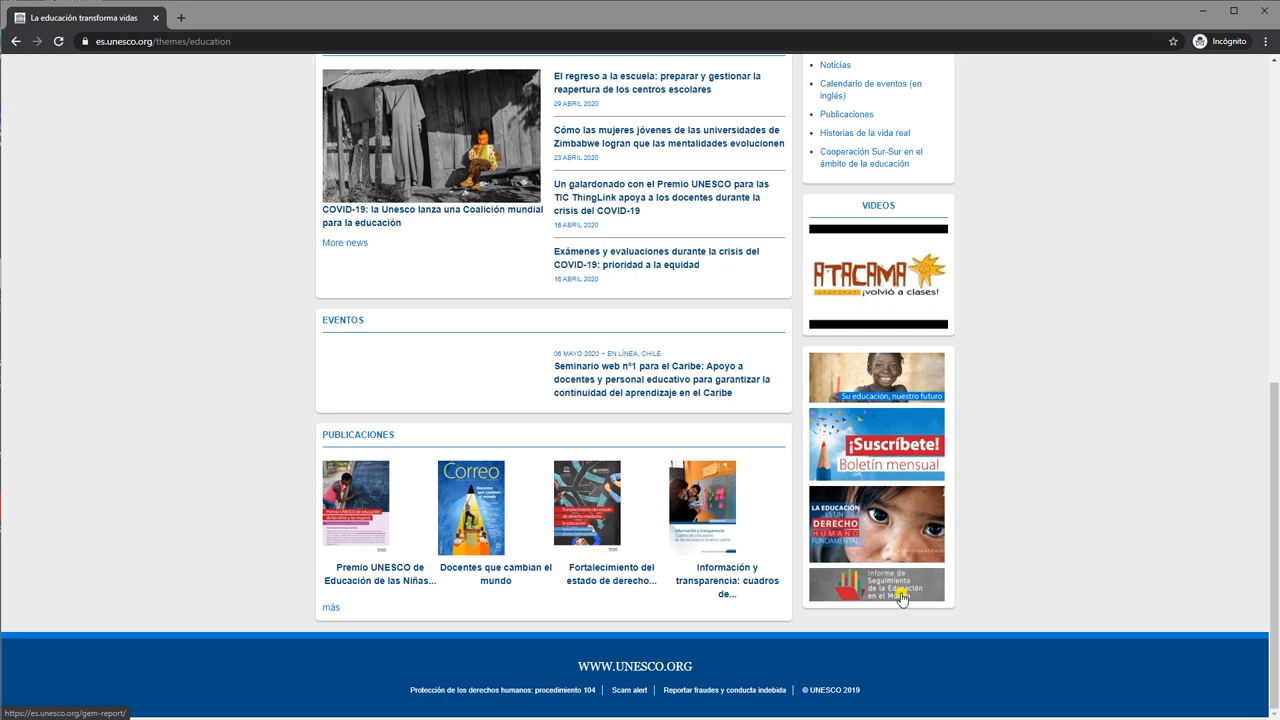 La educación transforma vidas
es.unesco.org/themes/education
Incógnito
El regreso a la escuela: preparar y gestionar la
reapertura de los centros escolares
29 ABRIL 2020
Cómo las mujeres jóvenes de las universidades de
Zimbabwe logran que las mentalidades evolucionen
23 ABRIL 2020
Un galardonado con el Premio UNESCO para las
TIC ThingLink apoya a los docentes durante la
crisis del COVID-19
16 ABRIL 2020
Exámenes y evaluaciones durante la crisis del
COVID-19: prioridad a la equidad
16 ABRIL 2020
COVID-19: la Unesco lanza una Coalición mundial
para la educación
More news
EVENTOS
06 MAYO 2020 - EN LÍNEA, CHILE
Seminario web nº1 para el Caribe: Apoyo a
docentes y personal educativo para garantizar la
continuidad del aprendizaje en el Caribe
PUBLICACIONES
Correo
Docentes
que cambian el
mundo
Premio UNESCO de
Educación de las Niñas...
Docentes que cambian el
mundo
Fortalecimiento del
estado de derecho...
Información y
transparencia: cuadros
de...
más
Noticias
Calendario de eventos (en
inglés)
Publicaciones
Historias de la vida real
Cooperación Sur-Sur en el
ámbito de la educación
VIDEOS
ATACAMA
¡volvió a clases!
Su educación, nuestro futuro
¡Suscríbete!
Boletín mensual
LA EDUCACIÓN
ES UN
DERECHO
HUMANO
FUNDAMENTAL
Informe de
Seguimiento
de la Educación
en el
WWW.UNESCO.ORG
Protección de los derechos humanos: procedimiento 104 | Scam alert | Reportar fraudes y conducta indebida | © UNESCO 2019
https://es.unesco.org/gem-report/